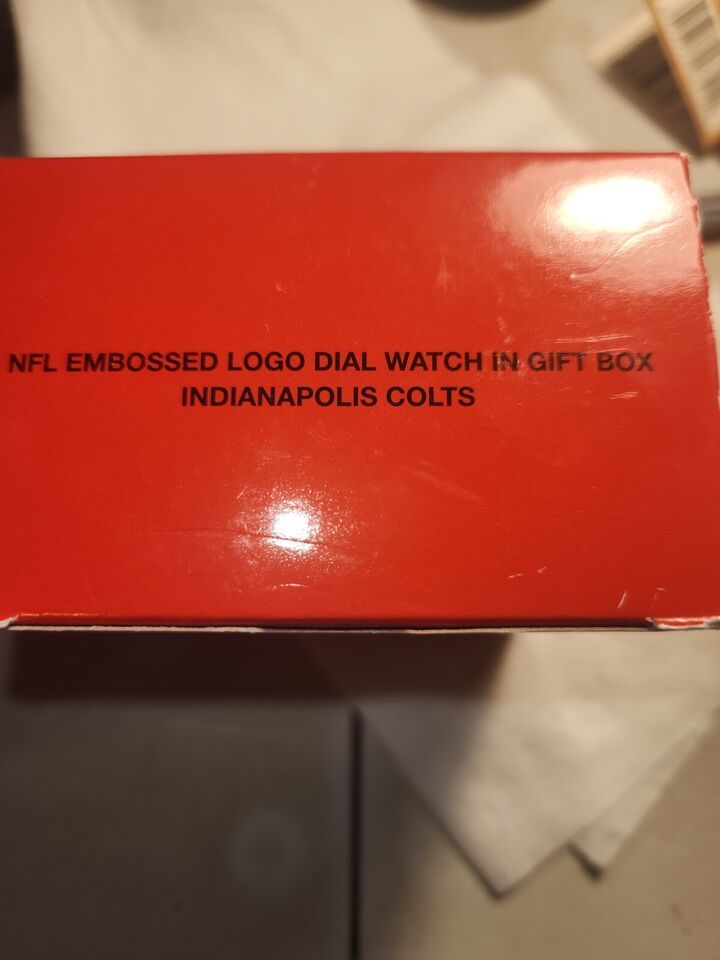 NFL EMBOSSED LOGO DIAL WATCH IN GIFT BOX
INDIANAPOLIS COLTS